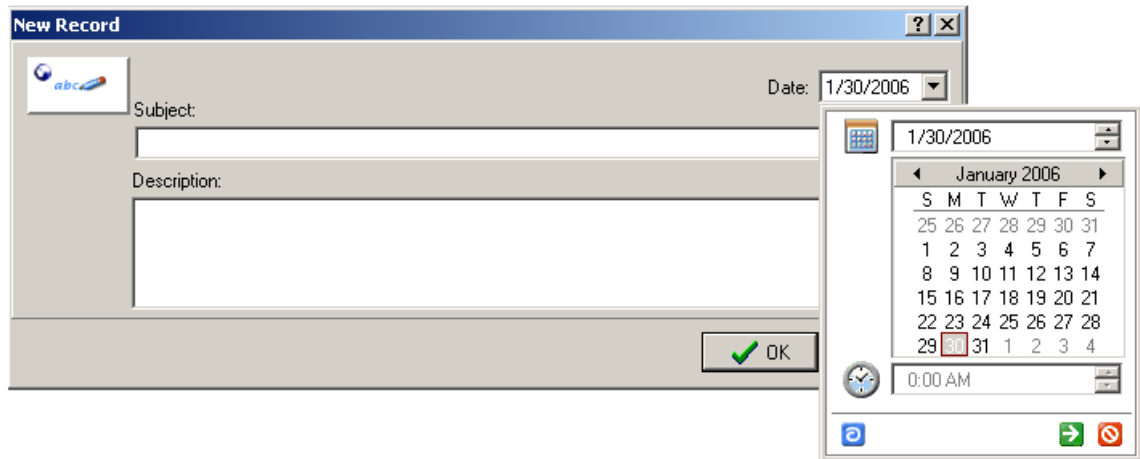 New Record
abc
Date: 1/30/2006
Subject:
1/30/2006
January 2006
Description:
S M T W T F S
25 26 27 28 29 30 31
1 2 3 4 5 6 7
8 9 10 11 12 13 14
15 16 17 18 19 20 21
22 23 24 25 26 27 28
29 30 31 1 2 3 4
OK
0:00 AM